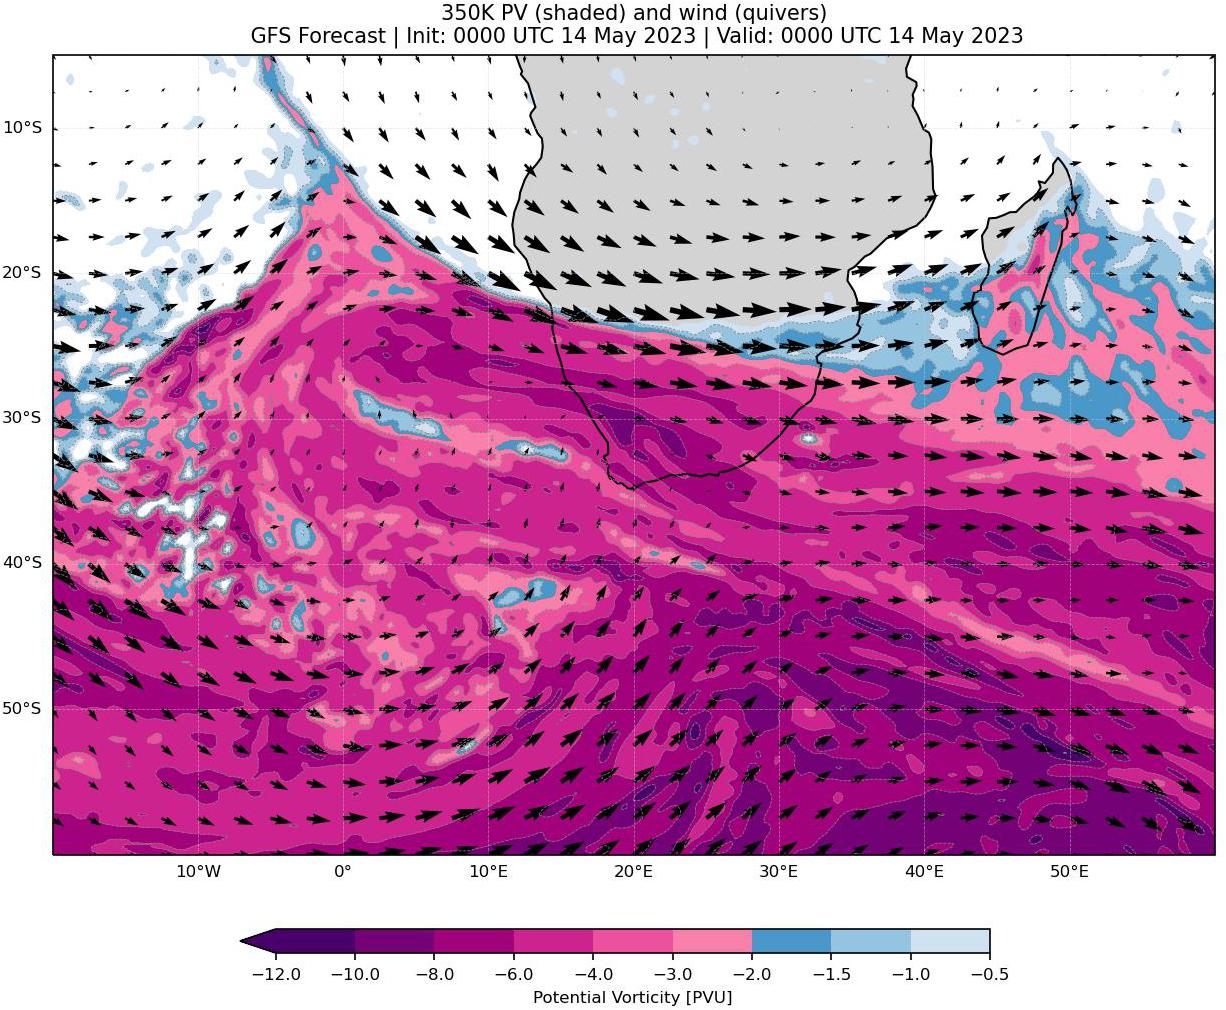 350K PV (shaded) and wind (quivers)
GFS Forecast | Init: 0000 UTC 14 May 2023 | Valid: 0000 UTC 14 May 2023
10°S
20°S
30°S
40°S
50°S
10°W 0° 10°E 20°E 30°E 40°E 50°E
−12.0 −10.0 −8.0 −6.0 −4.0 −3.0 −2.0 −1.5 −1.0 −0.5
Potential Vorticity [PVU]